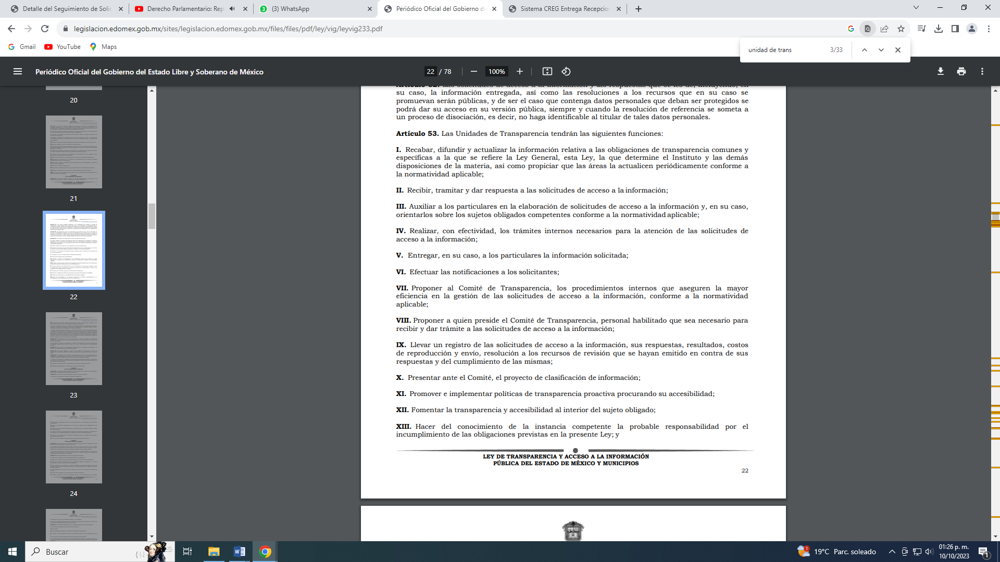 Detalle del Seguimiento de Solic
Derecho Parlamentario: Rep
(3) WhatsApp
Periódico Oficial del Gobierno de
Sistema CREG Entrega Recepcion
legislacion.edomex.gob.mx/sites/legislacion.edomex.gob.mx/files/files/pdf/ley/vig/leyvig233.pdf
Gmail
YouTube
Maps
unidad de trans
3/33
Periódico Oficial del Gobierno del Estado Libre y Soberano de México
22 / 78
100%
20
21
22
23
24
su caso, la información entregada, así como las resoluciones a los recursos que en su caso se
promuevan serán públicas, y de ser el caso que contenga datos personales que deban ser protegidos se
podrá dar su acceso en su versión pública, siempre y cuando la resolución de referencia se someta a
un proceso de disociación, es decir, no haga identificable al titular de tales datos personales.
Artículo 53. Las Unidades de Transparencia tendrán las siguientes funciones:
I. Recabar, difundir y actualizar la información relativa a las obligaciones de transparencia comunes y
específicas a la que se refiere la Ley General, esta Ley, la que determine el Instituto y las demás
disposiciones de la materia, así como propiciar que las áreas la actualicen periódicamente conforme a
la normatividad aplicable;
II. Recibir, tramitar y dar respuesta a las solicitudes de acceso a la información;
III. Auxiliar a los particulares en la elaboración de solicitudes de acceso a la información y, en su caso,
orientarlos sobre los sujetos obligados competentes conforme a la normatividad aplicable;
IV. Realizar, con efectividad, los trámites internos necesarios para la atención de las solicitudes de
acceso a la información;
V. Entregar, en su caso, a los particulares la información solicitada;
VI. Efectuar las notificaciones a los solicitantes;
VII. Proponer al Comité de Transparencia, los procedimientos internos que aseguren la mayor
eficiencia en la gestión de las solicitudes de acceso a la información, conforme a la normatividad
aplicable;
VIII. Proponer a quien preside el Comité de Transparencia, personal habilitado que sea necesario para
recibir y dar trámite a las solicitudes de acceso a la información;
IX. Llevar un registro de las solicitudes de acceso a la información, sus respuestas, resultados, costos
de reproducción y envío, resolución a los recursos de revisión que se hayan emitido en contra de sus
respuestas y del cumplimiento de las mismas;
X. Presentar ante el Comité, el proyecto de clasificación de información;
XI. Promover e implementar políticas de transparencia proactiva procurando su accesibilidad;
XII. Fomentar la transparencia y accesibilidad al interior del sujeto obligado;
XIII. Hacer del conocimiento de la instancia competente la probable responsabilidad por el
incumplimiento de las obligaciones previstas en la presente Ley; y
LEY DE TRANSPARENCIA Y ACCESO A LA INFORMACIÓN
PÚBLICA DEL ESTADO DE MÉXICO Y MUNICIPIOS
22
Buscar
19°C Parc. soleado
01:26 p. m.
10/10/2023